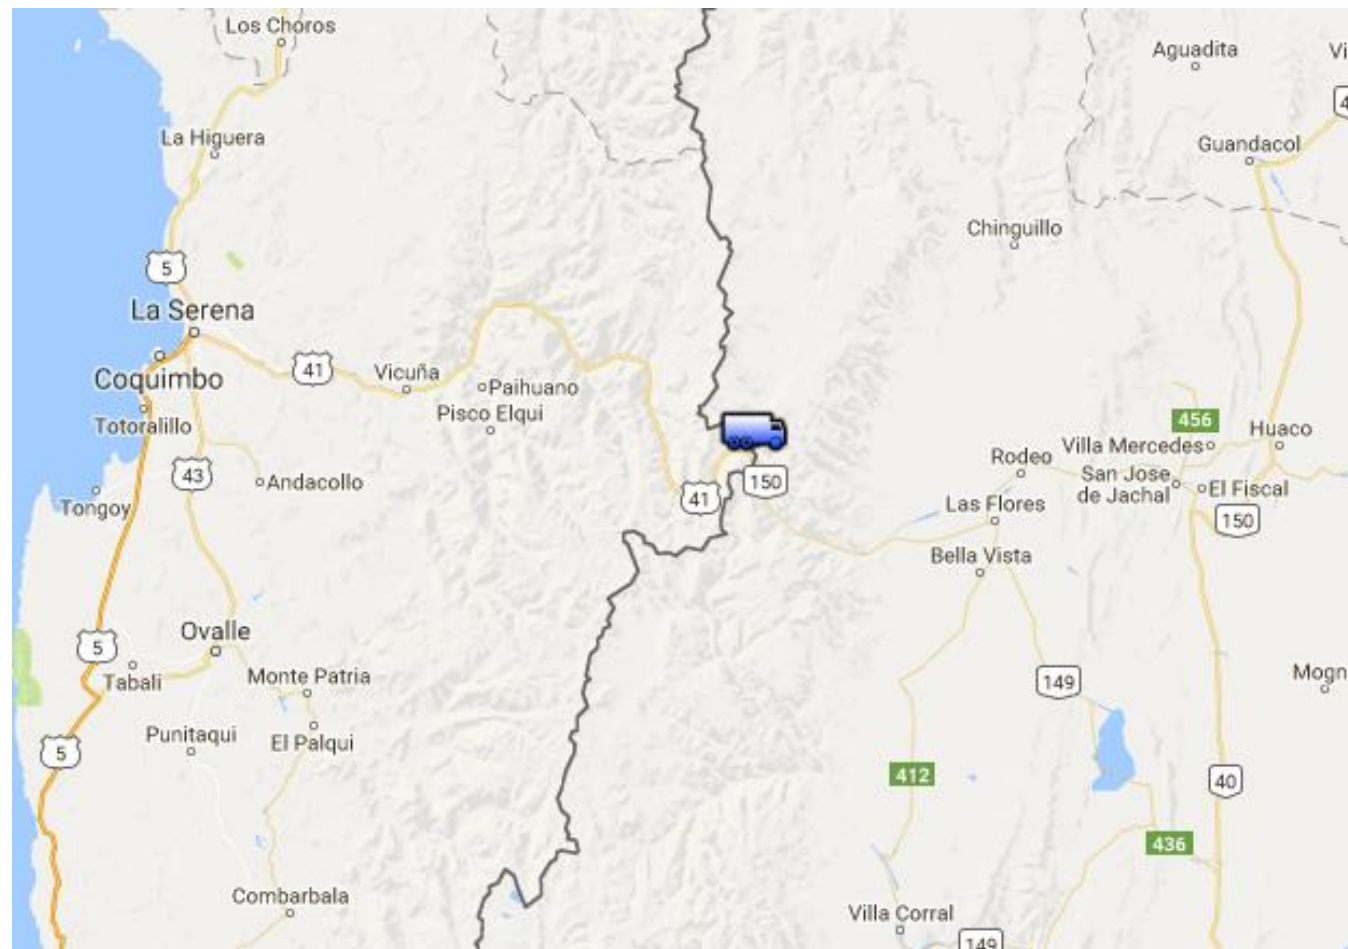 Los Choros
Aguadita
Vi
4
La Higuera
Guandacol
Chinguillo
5
La Serena
41
Vicuña
Coquimbo
Paihuano
Pisco Elqui
Totoralillo
456
Huaco
Villa Mercedes
Rodeo
43
Andacollo
150
San Jose
de Jachal
El Fiscal
41
Tongoy
Las Flores
150
Bella Vista
Ovalle
5
Monte Patria
Tabali
149
Mogn
Punitaqui
El Palqui
5
412
40
436
Combarbala
Villa Corral
149